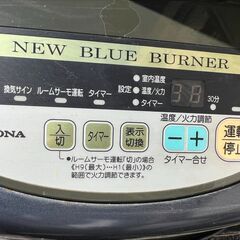 NEW BLUE BURNER
室内温度
換気サイン ルームサーモ運転 タイマー 設定 温度/火力
タイマー 38 30分
温度/火力調節
ONA 入 切 タイマー 表示切換 − + 運 停止
タイマー合せ
●ルームサーモ運転「切」の場合
《H9(最大)…H1(最小)》の
範囲で火力調節できます。